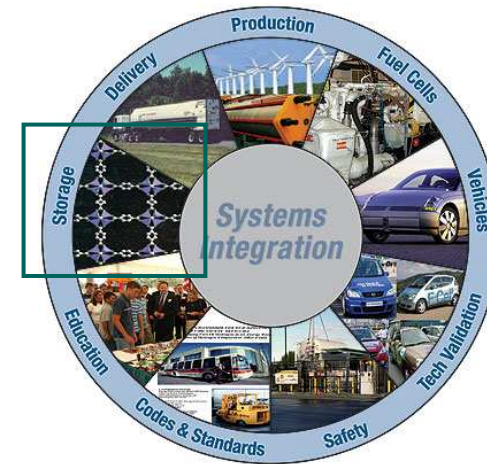 Production
Fuel Cells
Vehicles
Tech Validation
Safety
Codes & Standards
Education
Storage
Delivery
Systems
Integration